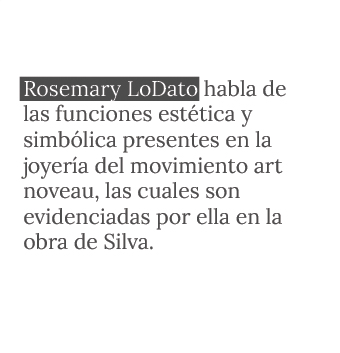 Rosemary LoDato habla de
las funciones estética y
simbólica presentes en la
joyería del movimiento art
noveau, las cuales son
evidenciadas por ella en la
obra de Silva.